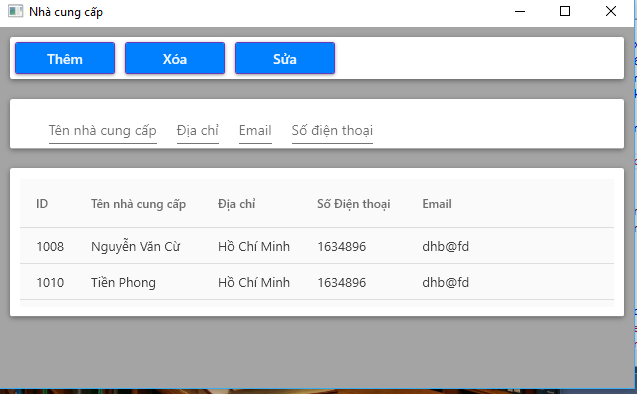 Nhà cung cấp
Thêm Xóa Sửa
Tên nhà cung cấp Địa chỉ Email Số điện thoại
ID Tên nhà cung cấp Địa chỉ Số Điện thoại Email
1008 Nguyễn Văn Cừ Hồ Chí Minh 1634896 dhb@fd
1010 Tiền Phong Hồ Chí Minh 1634896 dhb@fd